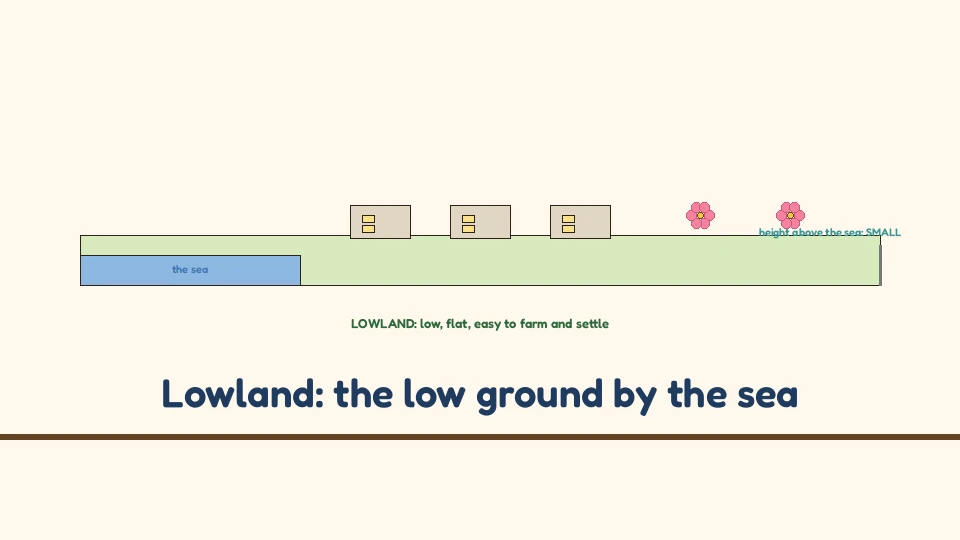 height above the sea: SMALL
the sea
LOWLAND: low, flat, easy to farm and settle
Lowland: the low ground by the sea